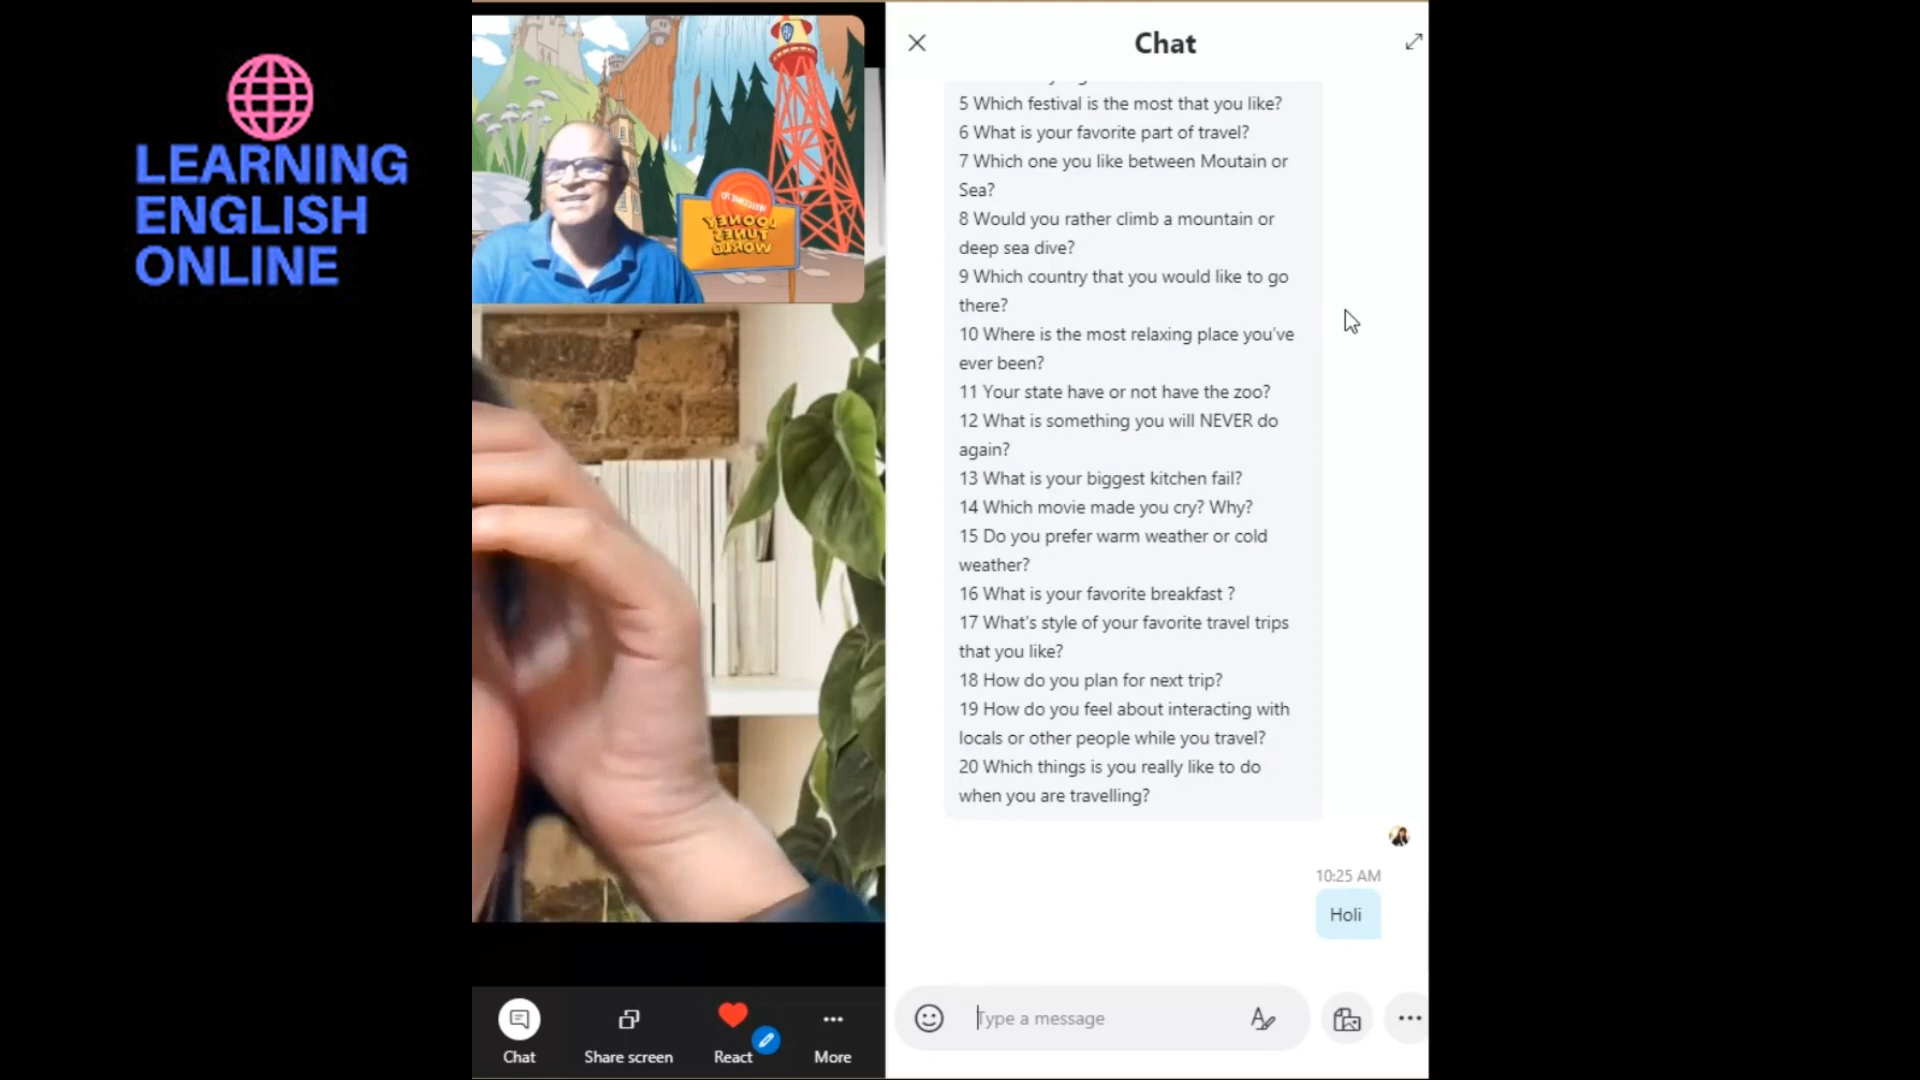 LEARNING
ENGLISH
ONLINE
Chat
5 Which festival is the most that you like?
6 What is your favorite part of travel?
7 Which one you like between Moutain or
Sea?
8 Would you rather climb a mountain or
deep sea dive?
9 Which country that you would like to go
there?
10 Where is the most relaxing place you've
ever been?
11 Your state have or not have the zoo?
12 What is something you will NEVER do
again?
13 What is your biggest kitchen fail?
14 Which movie made you cry? Why?
15 Do you prefer warm weather or cold
weather?
16 What is your favorite breakfast ?
17 What's style of your favorite travel trips
that you like?
18 How do you plan for next trip?
19 How do you feel about interacting with
locals or other people while you travel?
20 Which things is you really like to do
when you are travelling?
10:25 AM
Holi
Type a message
Chat
Share screen
React
More
WELCOME TO
LOONEY
TUNES
WORLD